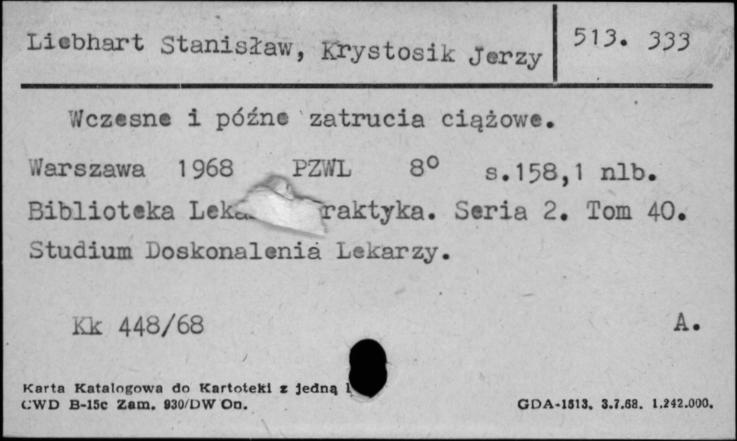 Liebhart Stanisław, Krystosik Jerzy 513. 333
Wczesne i późne zatrucia ciążowe.
Warszawa 1968 PZWL 8° s.158,1 nlb.
Biblioteka Leka raktyka. Seria 2. Tom 40.
Studium Doskonalenia Lekarzy.
Kk 448/68 A.
Karta Katalogowa do Kartoteki z jedną l
CWD B-15c Zam. 930/DW On. GDA-1513. 3.7.68. 1.242.000.